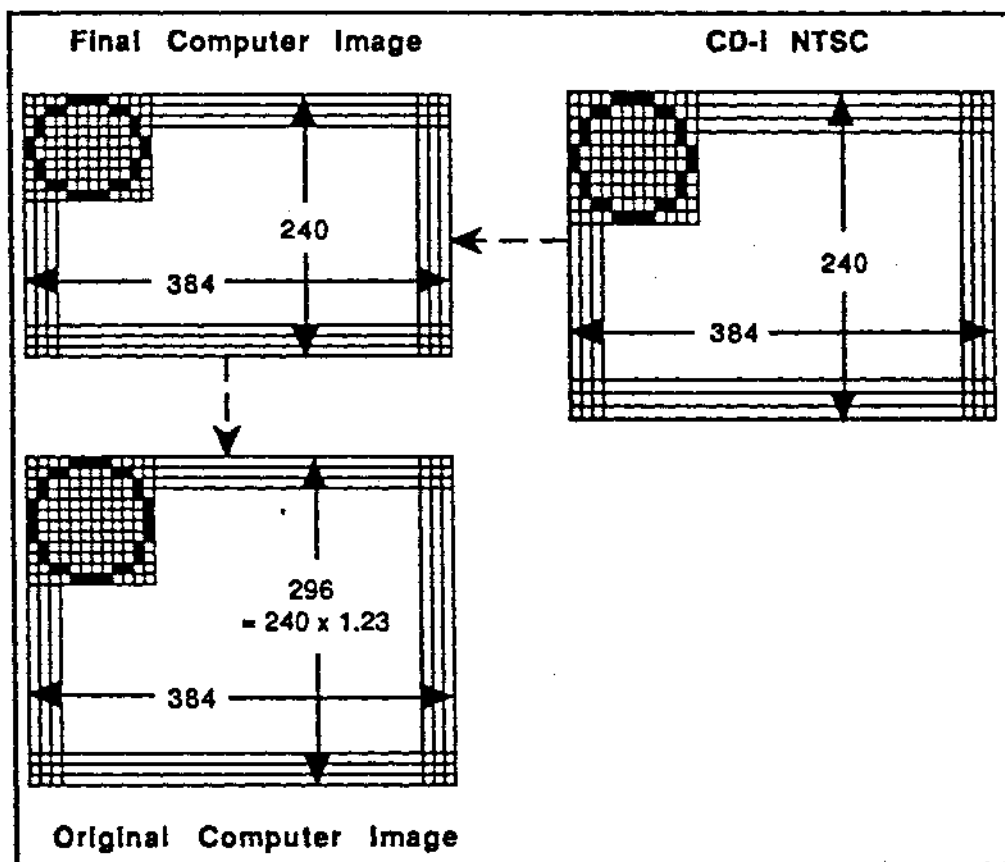 Final Computer Image
CD-I NTSC
240
384
240
384
296
= 240 x 1.23
384
Original Computer Image